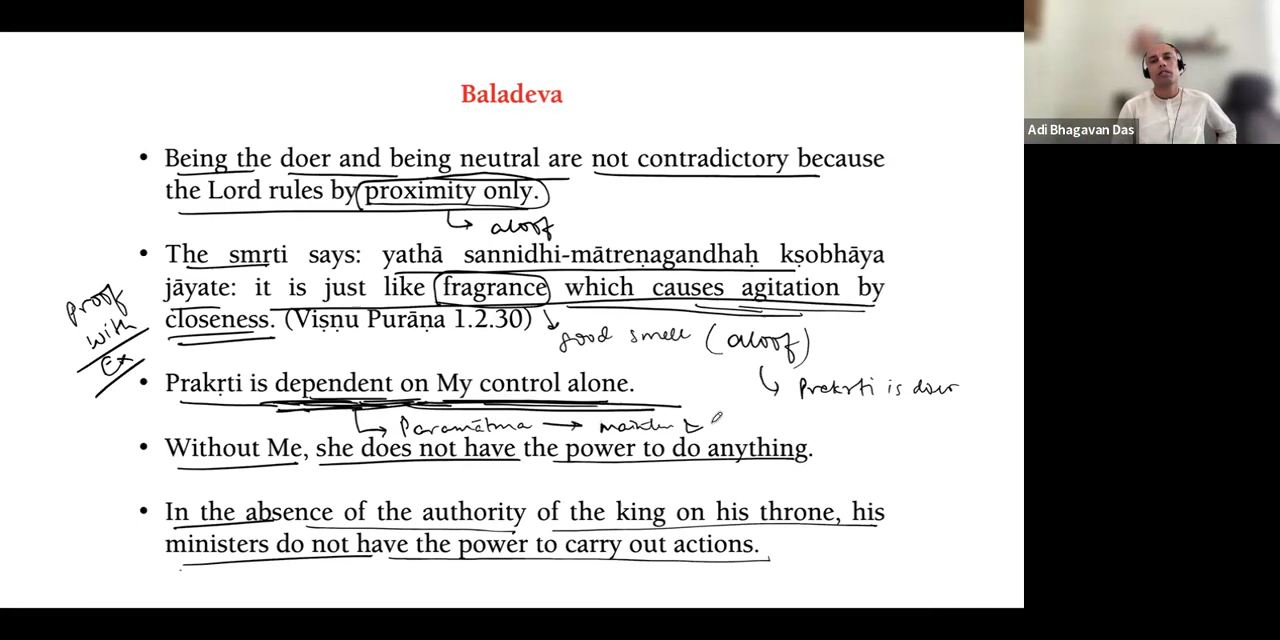 Baladeva
• Being the doer and being neutral are not contradictory because
the Lord rules by proximity only.
aloof
• The smṛti says: yathā sannidhi-mātreṇagandhaḥ kṣobhāya
jāyate: it is just like fragrance which causes agitation by
closeness. (Viṣṇu Purāṇa 1.2.30)
Proof
with
Ex
good smell (aloof)
Prakrti is doer
• Prakṛti is dependent on My control alone.
Paramātma →
• Without Me, she does not have the power to do anything.
• In the absence of the authority of the king on his throne, his
ministers do not have the power to carry out actions.
Adi Bhagavan Das